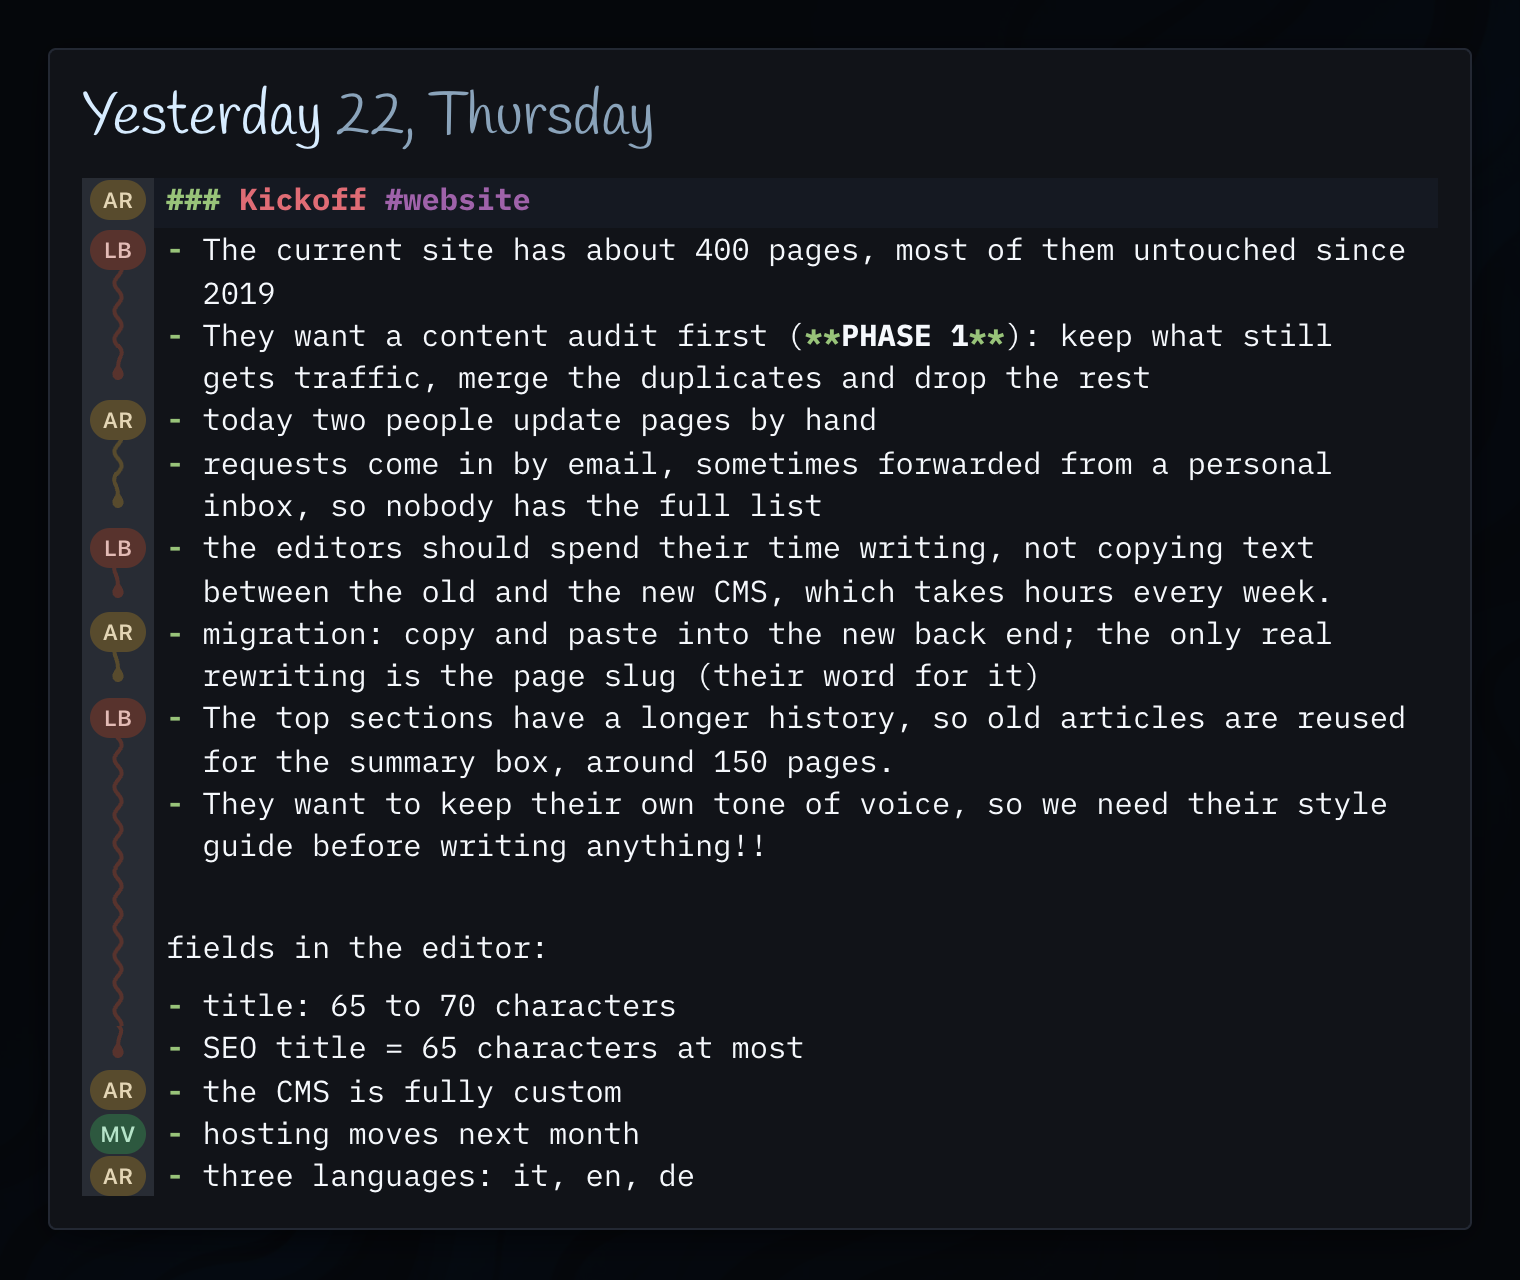 Yesterday 22, Thursday
AR ### Kickoff #website
LB - The current site has about 400 pages, most of them untouched since
2019
- They want a content audit first (**PHASE 1**): keep what still
gets traffic, merge the duplicates and drop the rest
AR - today two people update pages by hand
- requests come in by email, sometimes forwarded from a personal
inbox, so nobody has the full list
LB - the editors should spend their time writing, not copying text
between the old and the new CMS, which takes hours every week.
AR - migration: copy and paste into the new back end; the only real
rewriting is the page slug (their word for it)
LB - The top sections have a longer history, so old articles are reused
for the summary box, around 150 pages.
- They want to keep their own tone of voice, so we need their style
guide before writing anything!!
fields in the editor:
- title: 65 to 70 characters
- SEO title = 65 characters at most
AR - the CMS is fully custom
MV - hosting moves next month
AR - three languages: it, en, de